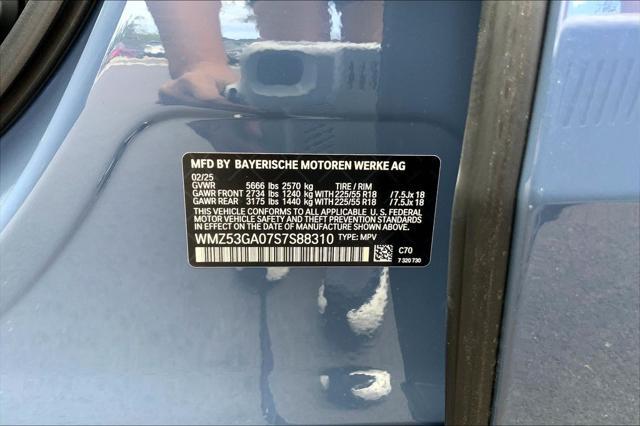 MFD BY BAYERISCHE MOTOREN WERKE AG
02/25
GVWR 5666 lbs 2570 kg TIRE / RIM
GAWR FRONT 2734 lbs 1240 kg WITH 225/55 R18 /7.5Jx 18
GAWR REAR 3175 lbs 1440 kg WITH 225/55 R18 /7.5Jx 18
THIS VEHICLE CONFORMS TO ALL APPLICABLE U.S. FEDERAL
MOTOR VEHICLE SAFETY AND THEFT PREVENTION STANDARDS
IN EFFECT ON THE DATE OF MANUFACTURE SHOWN ABOVE.
WMZ53GA07S7S88310 TYPE: MPV
C70
7 320 730